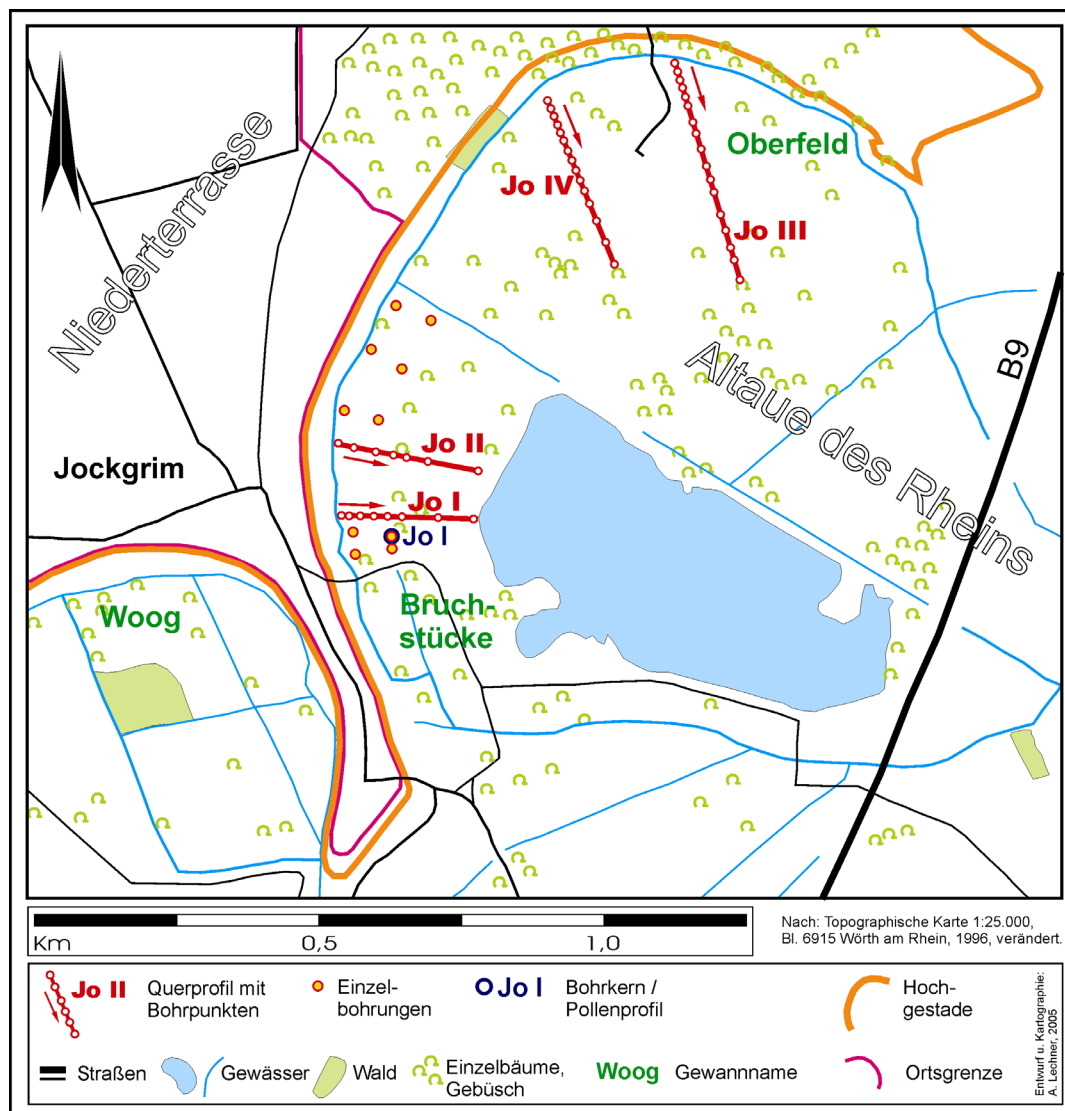 Niederterrasse
Oberfeld
Jo IV
Jo III
Altaue des Rheins
B9
Jo II
Jockgrim
Jo I
Jo I
Bruch-
stücke
Woog
Km
0,5
1,0
Nach: Topographische Karte 1:25.000,
Bl. 6915 Wörth am Rhein, 1996, verändert.
Jo II
Querprofil mit
Bohrpunkten
Einzel-
bohrungen
Jo I
Bohrkern /
Pollenprofil
Hoch-
gestade
Straßen
Gewässer
Wald
Einzelbäume,
Gebüsch
Woog
Gewannname
Ortsgrenze
Entwurf u. Kartographie:
A. Lechner, 2005